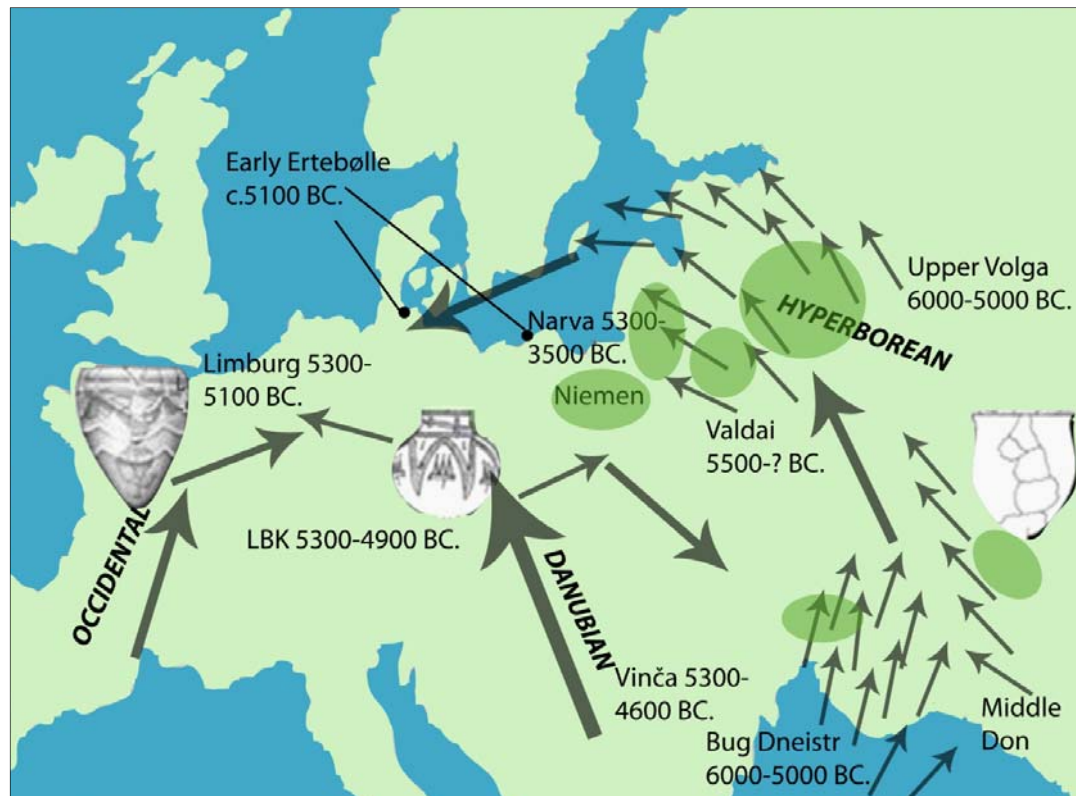 Early Ertebølle
c.5100 BC.
Upper Volga
6000-5000 BC.
HYPERBOREAN
Narva 5300-
3500 BC.
Limburg 5300-
5100 BC.
Niemen
Valdai
5500-? BC.
LBK 5300-4900 BC.
OCCIDENTAL
DANUBIAN
Vinča 5300-
4600 BC.
Bug Dneistr
6000-5000 BC.
Middle
Don